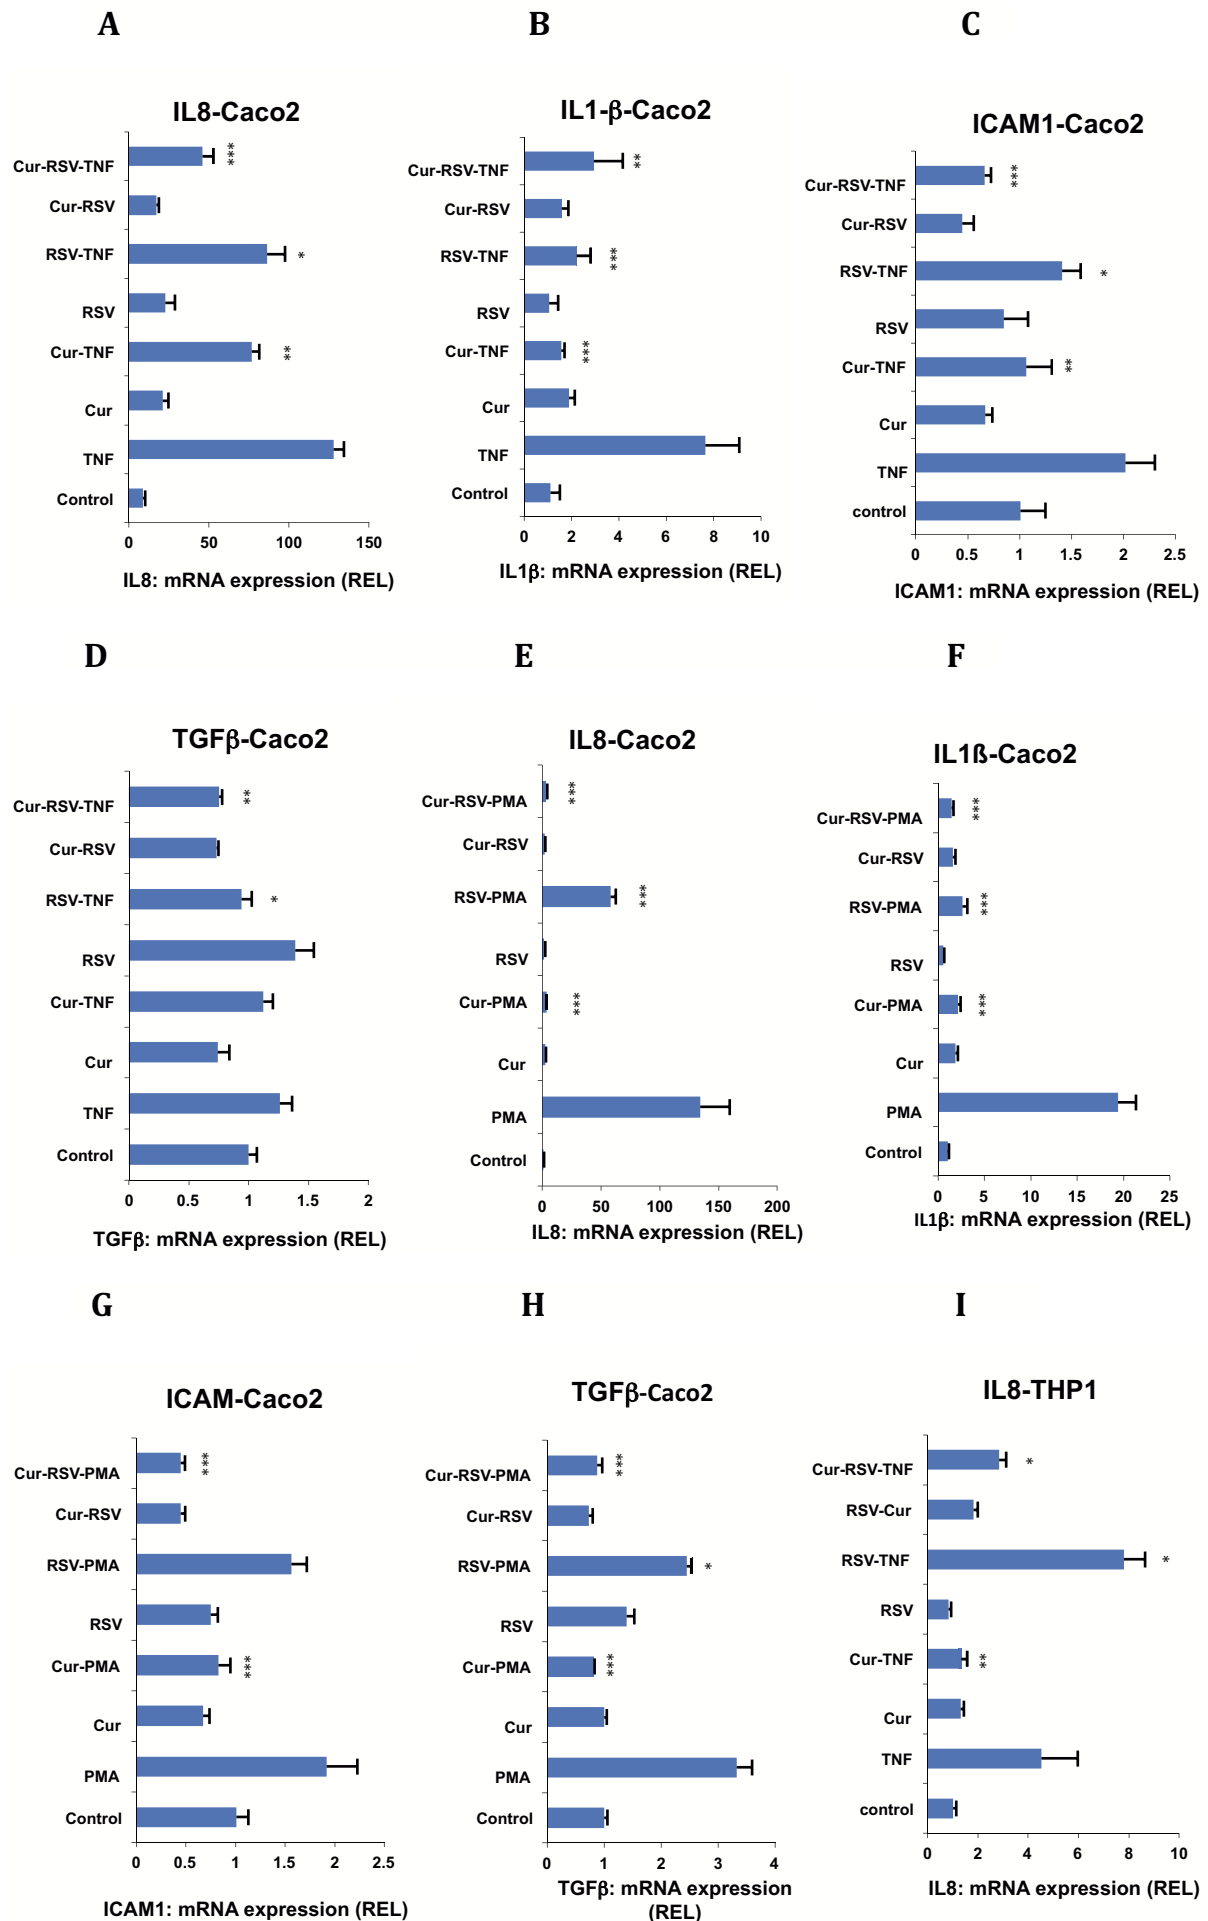 A
IL8-Caco2
Cur-RSV-TNF
***
Cur-RSV
RSV-TNF
*
RSV
Cur-TNF
**
Cur
TNF
Control
0 50 100 150
IL8: mRNA expression (REL)
B
IL1-β-Caco2
Cur-RSV-TNF
**
Cur-RSV
RSV-TNF
***
RSV
Cur-TNF
***
Cur
TNF
Control
0 2 4 6 8 10
IL1β: mRNA expression (REL)
C
ICAM1-Caco2
Cur-RSV-TNF
***
Cur-RSV
RSV-TNF
*
RSV
Cur-TNF
**
Cur
TNF
control
0 0.5 1 1.5 2 2.5
ICAM1: mRNA expression (REL)
D
TGFβ-Caco2
Cur-RSV-TNF
**
Cur-RSV
RSV-TNF
*
RSV
Cur-TNF
Cur
TNF
Control
0 0.5 1 1.5 2
TGFβ: mRNA expression (REL)
E
IL8-Caco2
Cur-RSV-PMA
***
Cur-RSV
RSV-PMA
***
RSV
Cur-PMA
***
Cur
PMA
Control
0 50 100 150 200
IL8: mRNA expression (REL)
F
IL1ß-Caco2
Cur-RSV-PMA
***
Cur-RSV
RSV-PMA
***
RSV
Cur-PMA
***
Cur
PMA
Control
0 5 10 15 20 25
IL1β: mRNA expression (REL)
G
ICAM-Caco2
Cur-RSV-PMA
***
Cur-RSV
RSV-PMA
RSV
Cur-PMA
***
Cur
PMA
Control
0 0.5 1 1.5 2 2.5
ICAM1: mRNA expression (REL)
H
TGFβ-Caco2
Cur-RSV-PMA
***
Cur-RSV
RSV-PMA
*
RSV
Cur-PMA
***
Cur
PMA
Control
0 1 2 3 4
TGFβ: mRNA expression
(REL)
I
IL8-THP1
Cur-RSV-TNF
*
RSV-Cur
RSV-TNF
*
RSV
Cur-TNF
**
Cur
TNF
control
0 2 4 6 8 10
IL8: mRNA expression (REL)